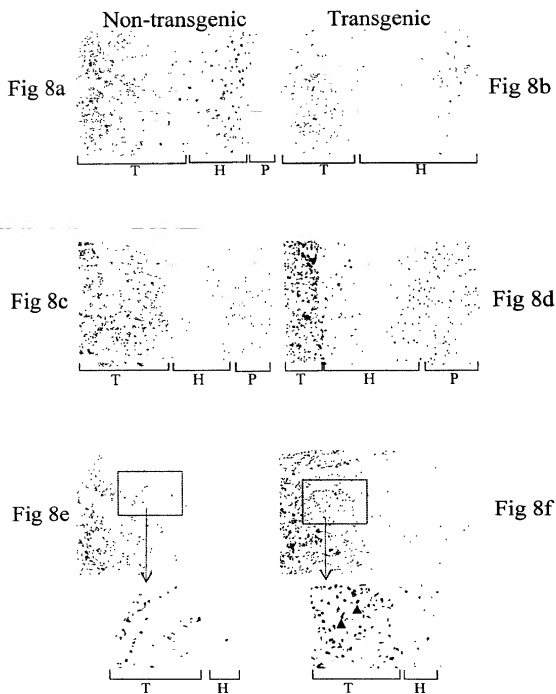 Non-transgenic Transgenic
Fig 8a Fig 8b
T H P T H
Fig 8c Fig 8d
T H P T H P
Fig 8e Fig 8f
T H T H